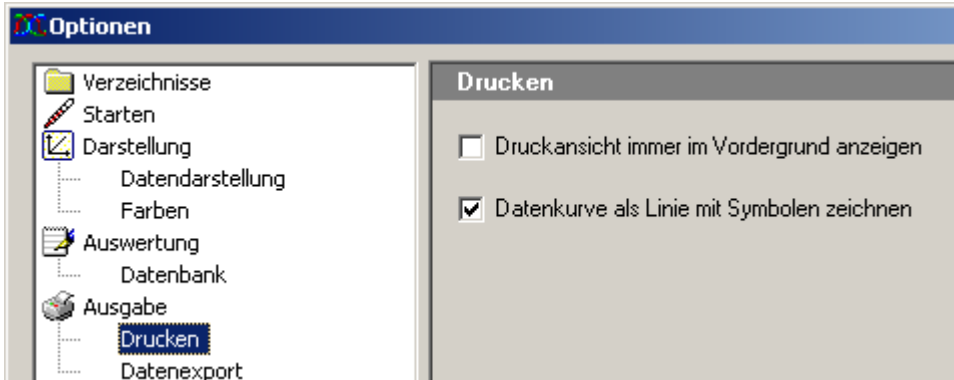 Optionen
Verzeichnisse
Starten
Darstellung
Datendarstellung
Farben
Auswertung
Datenbank
Ausgabe
Drucken
Datenexport
Drucken
Druckansicht immer im Vordergrund anzeigen
Datenkurve als Linie mit Symbolen zeichnen